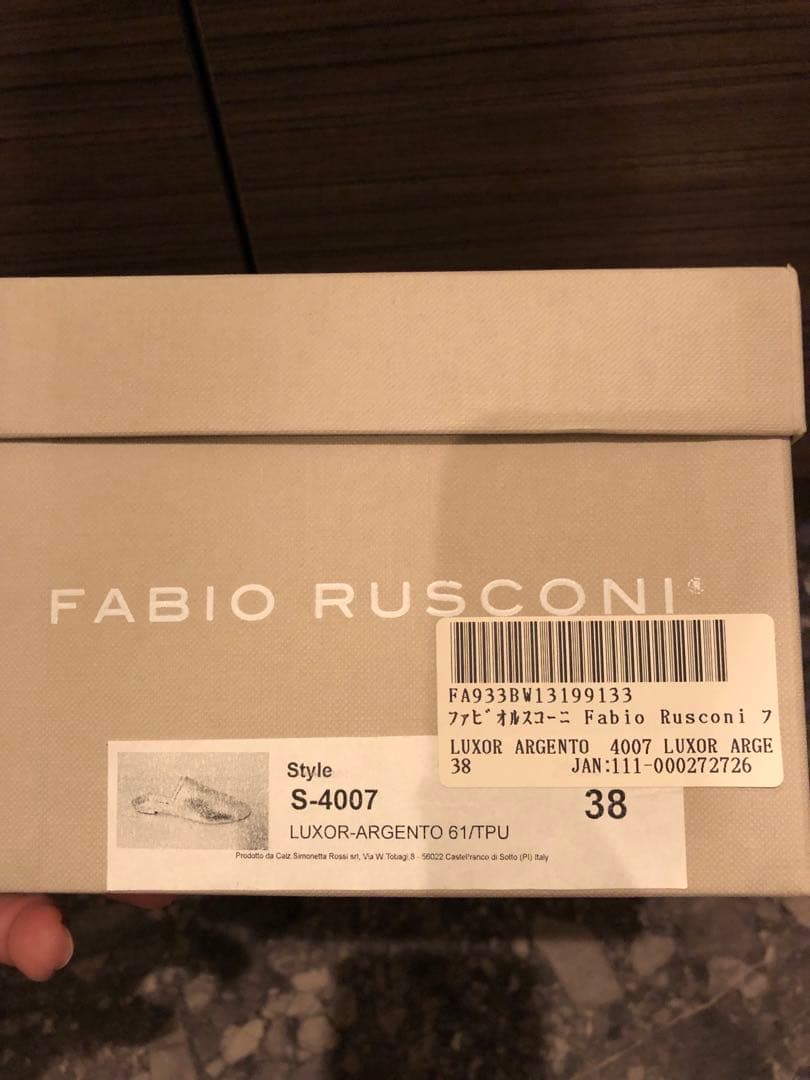 FABIO RUSCONI®
FA933BW13199133
ﾌｧﾋﾞｵﾙｽｺｰﾆ Fabio Rusconi ﾌ
LUXOR ARGENTO 4007 LUXOR ARGE
38 JAN:111-000272726
Style
S-4007
38
LUXOR-ARGENTO 61/TPU
Prodotto da Calz.Simonetta Rossi srl, Via W.Tobagi,8 - 56022 Castelfranco di Sotto (PI) Italy